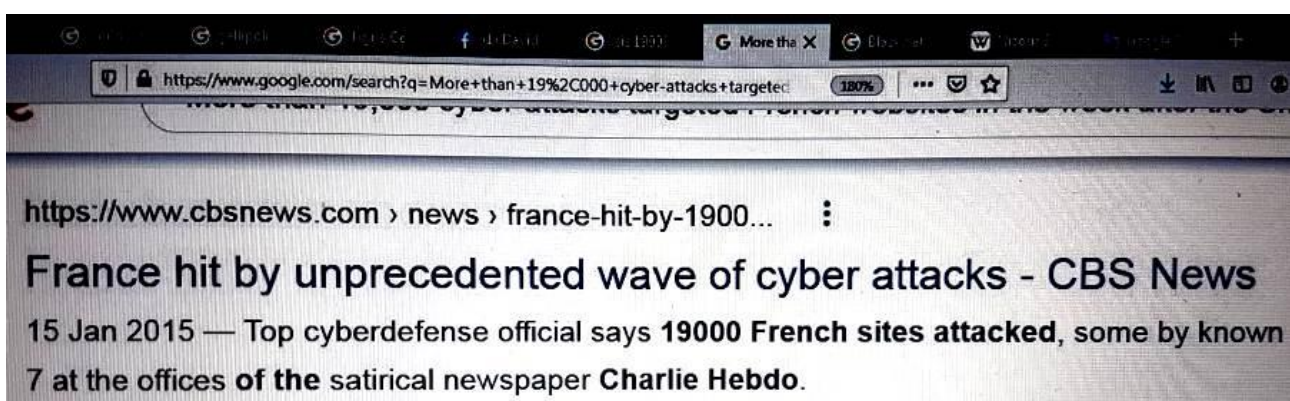 More tha
https://www.google.com/search?q=More+than+19%2C000+cyber-attacks+targeted
180%
https://www.cbsnews.com › news › france-hit-by-1900...
France hit by unprecedented wave of cyber attacks - CBS News
15 Jan 2015 — Top cyberdefense official says 19000 French sites attacked, some by known
7 at the offices of the satirical newspaper Charlie Hebdo.